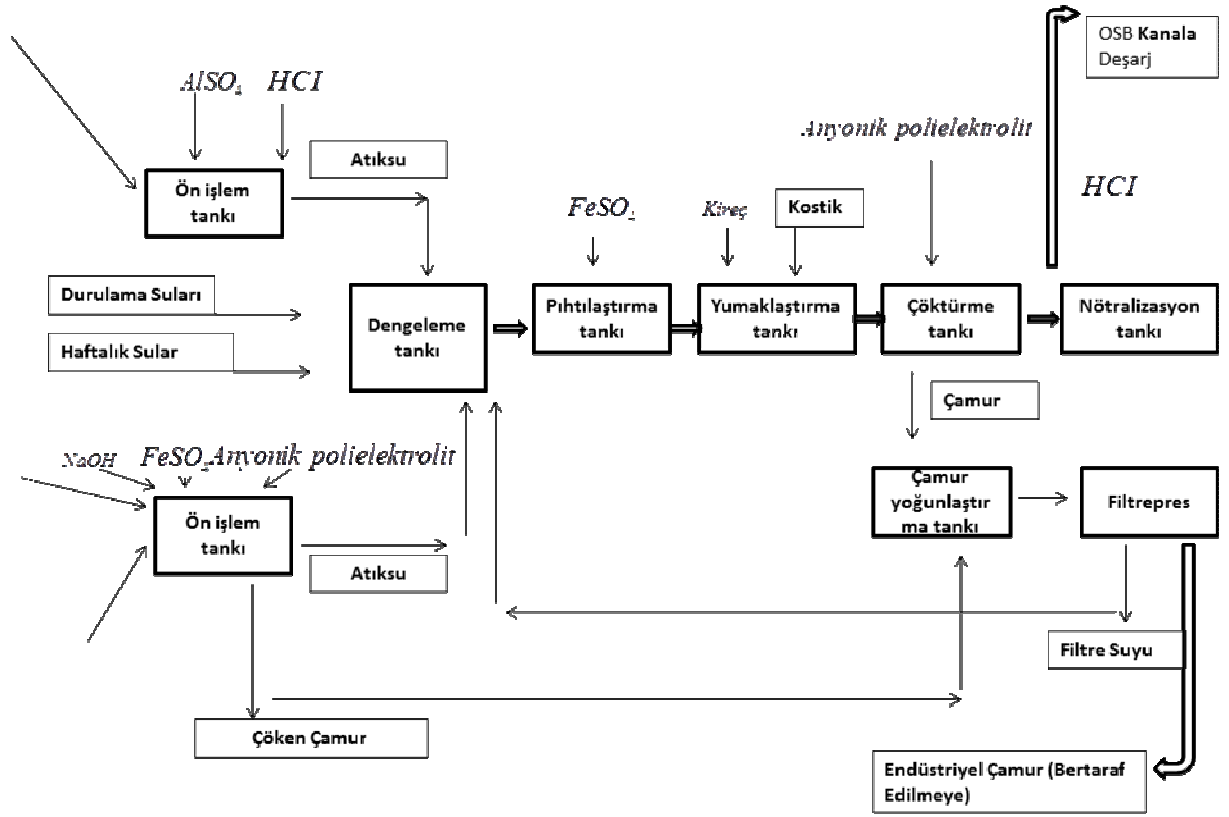 OSB Kanala
Deşarj
AlSO₄ HCI
Anyonik polielektrolit
Atıksu
Ön işlem
tankı
HCI
FeSO₄
Kireç
Kostik
Durulama Suları
Haftalık Sular
Dengeleme
tankı
Pıhtılaştırma
tankı
Yumaklaştırma
tankı
Çöktürme
tankı
Nötralizasyon
tankı
Çamur
NaOH FeSO₄ Anyonik polielektrolit
Ön işlem
tankı
Atıksu
Çamur
yoğunlaştır
ma tankı
Filtrepres
Filtre Suyu
Çöken Çamur
Endüstriyel Çamur (Bertaraf
Edilmeye)